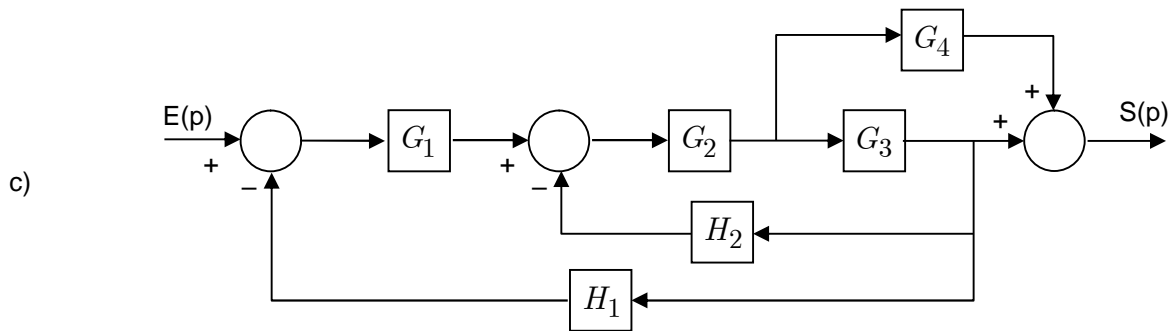 G4
E(p)
+
S(p)
G1
G2
G3
+
+
+
−
−
c)
H2
H1